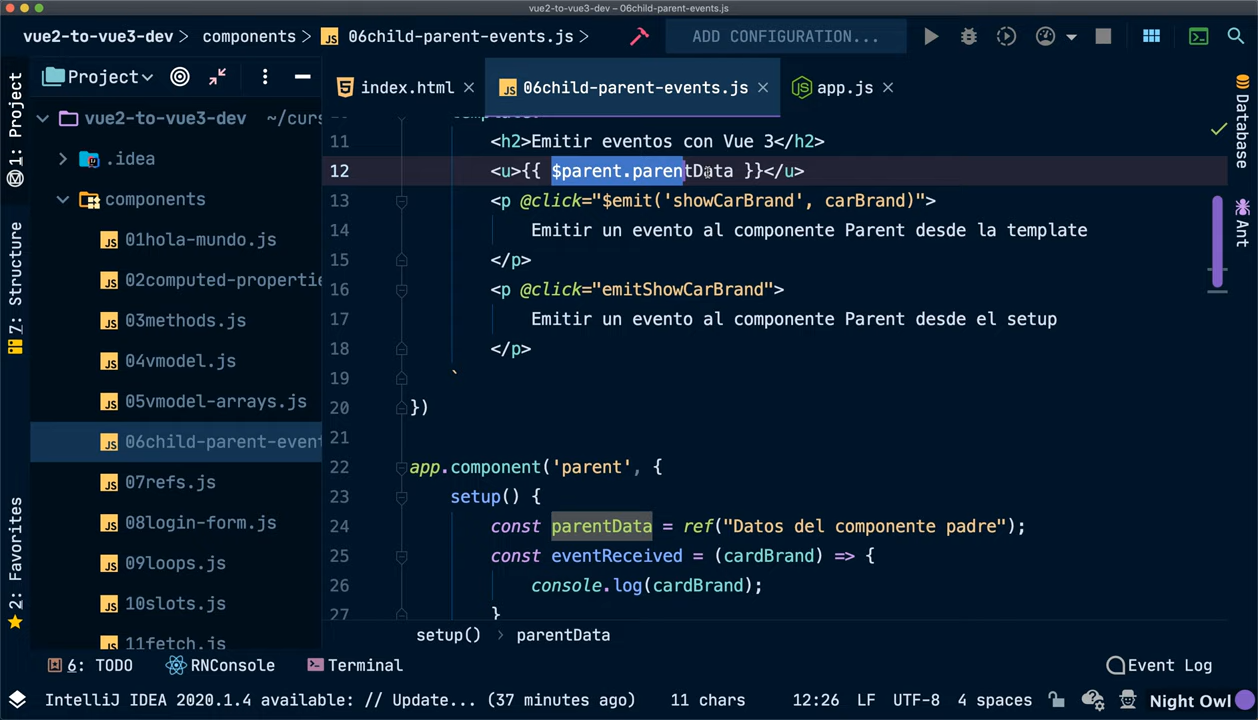 vue2-to-vue3-dev – 06child-parent-events.js
vue2-to-vue3-dev > components > 06child-parent-events.js >
ADD CONFIGURATION...
1: Project
7: Structure
2: Favorites
Project
vue2-to-vue3-dev ~/curs
.idea
components
01hola-mundo.js
02computed-propertie
03methods.js
04vmodel.js
05vmodel-arrays.js
06child-parent-event
07refs.js
08login-form.js
09loops.js
10slots.js
11fetch.js
index.html
06child-parent-events.js
app.js
11 <h2>Emitir eventos con Vue 3</h2>
12 <u>{{ $parent.parentData }}</u>
13 <p @click="$emit('showCarBrand', carBrand)">
14 Emitir un evento al componente Parent desde la template
15 </p>
16 <p @click="emitShowCarBrand">
17 Emitir un evento al componente Parent desde el setup
18 </p>
19 `
20 })
21
22 app.component('parent', {
23 setup() {
24 const parentData = ref("Datos del componente padre");
25 const eventReceived = (cardBrand) => {
26 console.log(cardBrand);
27 }
setup() > parentData
Database
Ant
6: TODO
RNConsole
Terminal
Event Log
IntelliJ IDEA 2020.1.4 available: // Update... (37 minutes ago)
11 chars
12:26
LF
UTF-8
4 spaces
Night Owl